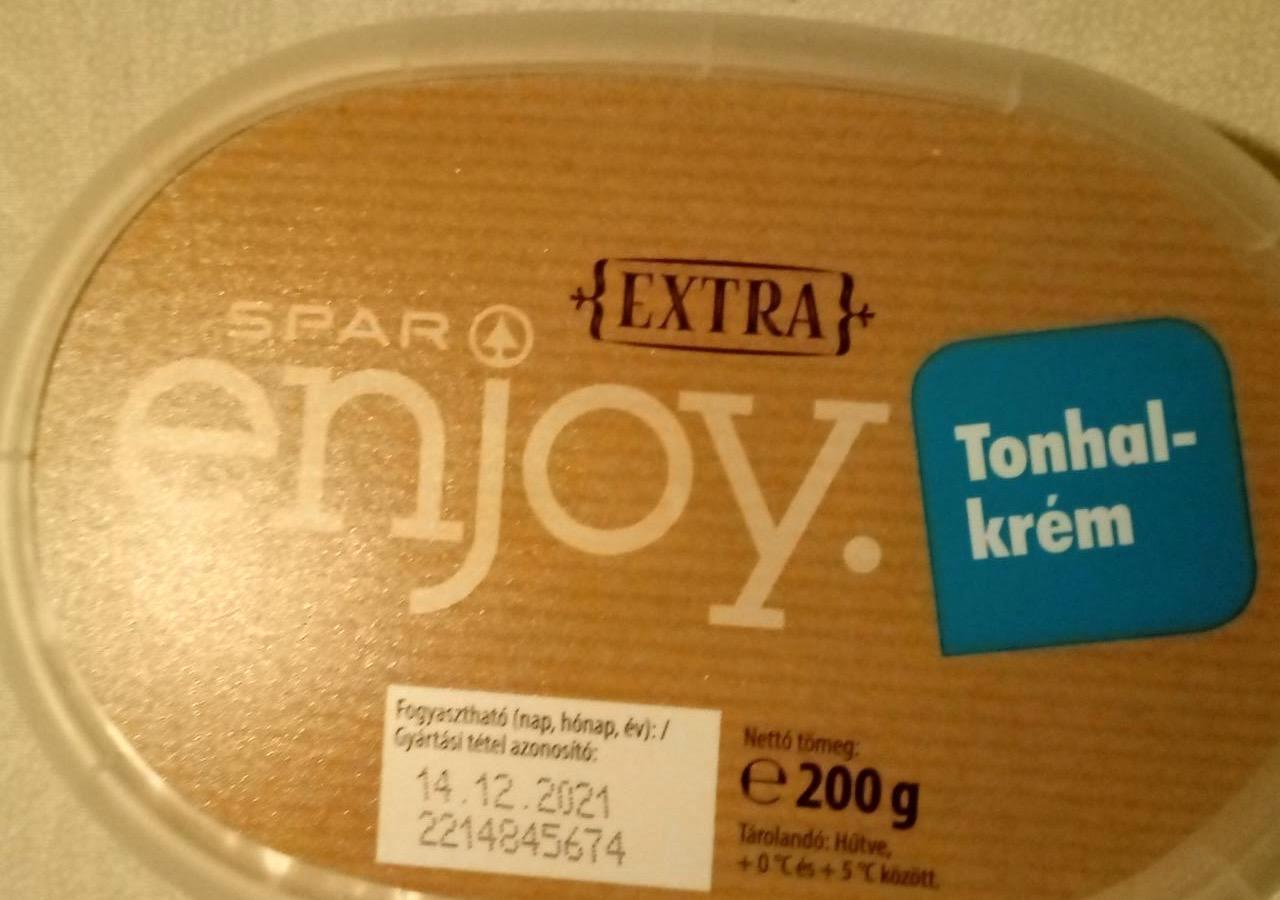 EXTRA
SPAR
enjoy.
Tonhal-
krém
Fogyasztható (nap, hónap, év): /
Gyártási tétel azonosító:
14.12.2021
2214845674
Nettó tömeg:
℮ 200 g
Tárolandó: Hűtve,
+ 0 °C és + 5 °C között.